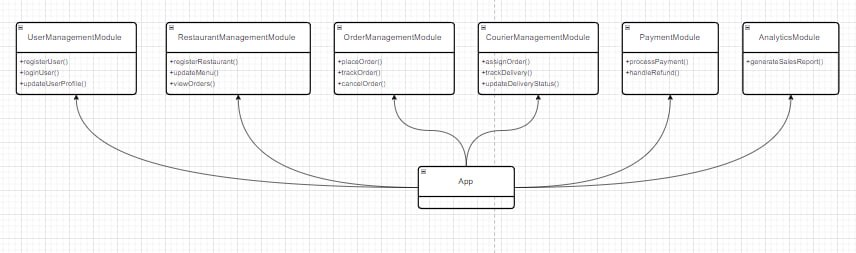 UserManagementModule
+registerUser()
+loginUser()
+updateUserProfile()
RestaurantManagementModule
+registerRestaurant()
+updateMenu()
+viewOrders()
OrderManagementModule
+placeOrder()
+trackOrder()
+cancelOrder()
CourierManagementModule
+assignOrder()
+trackDelivery()
+updateDeliveryStatus()
PaymentModule
+processPayment()
+handleRefund()
AnalyticsModule
+generateSalesReport()
App